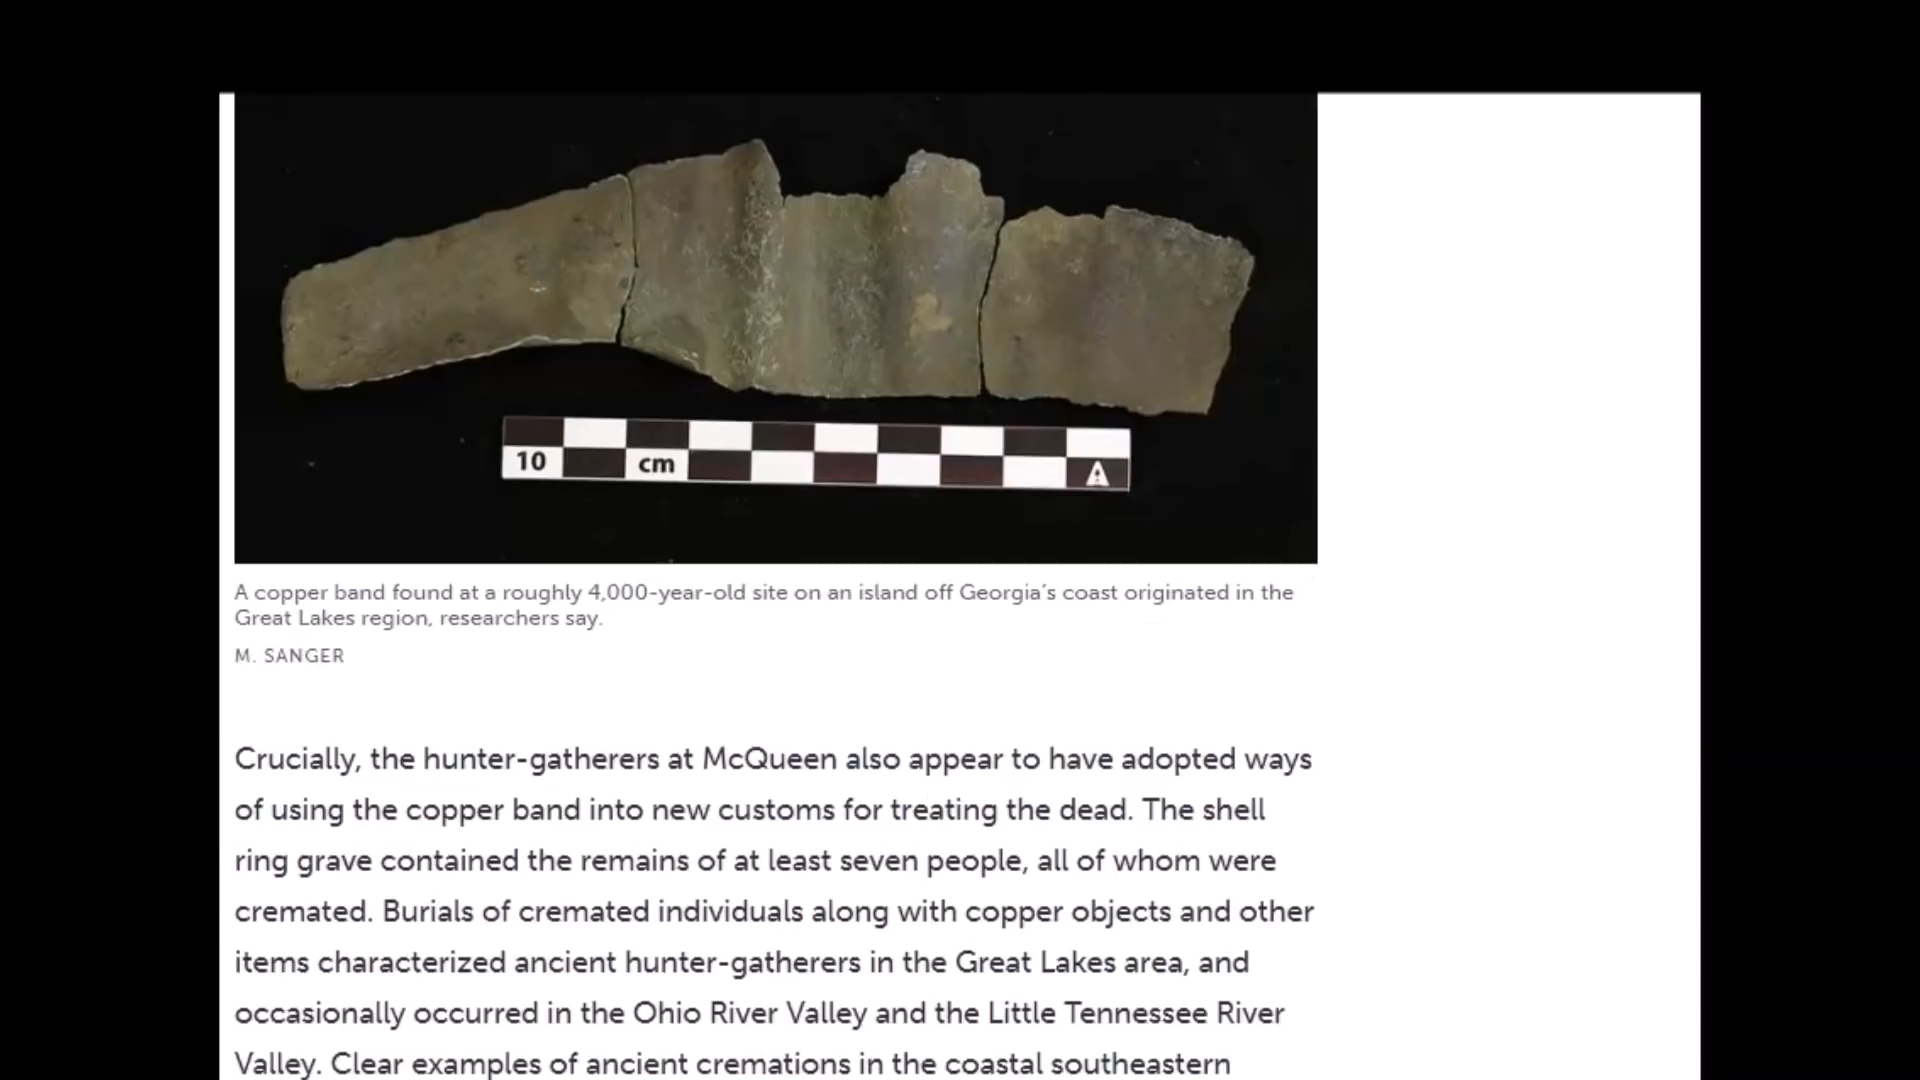 10 cm
A copper band found at a roughly 4,000-year-old site on an island off Georgia’s coast originated in the
Great Lakes region, researchers say.
M. SANGER
Crucially, the hunter-gatherers at McQueen also appear to have adopted ways
of using the copper band into new customs for treating the dead. The shell
ring grave contained the remains of at least seven people, all of whom were
cremated. Burials of cremated individuals along with copper objects and other
items characterized ancient hunter-gatherers in the Great Lakes area, and
occasionally occurred in the Ohio River Valley and the Little Tennessee River
Valley. Clear examples of ancient cremations in the coastal southeastern